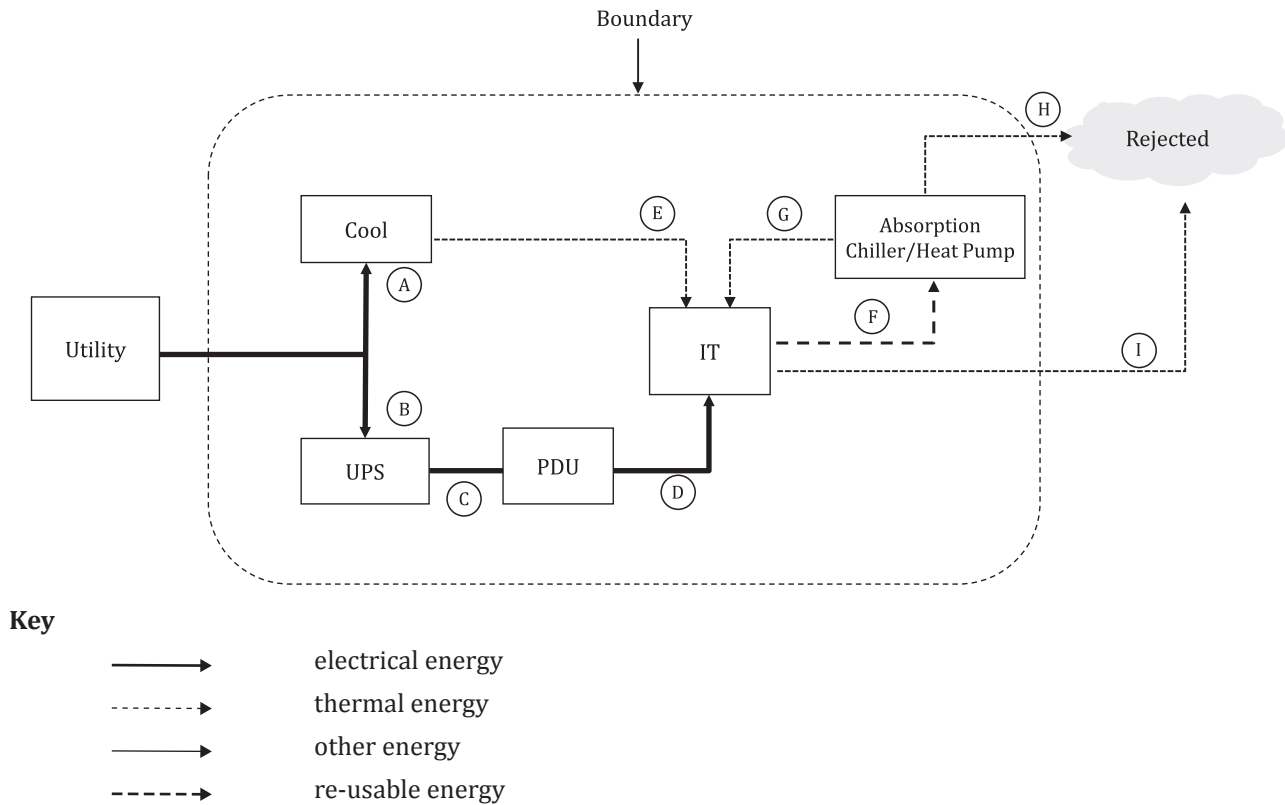 Boundary
H
Rejected
Cool
E
G
Absorption
Chiller/Heat Pump
A
Utility
F
IT
I
B
UPS
PDU
C
D
Key
electrical energy
thermal energy
other energy
re-usable energy